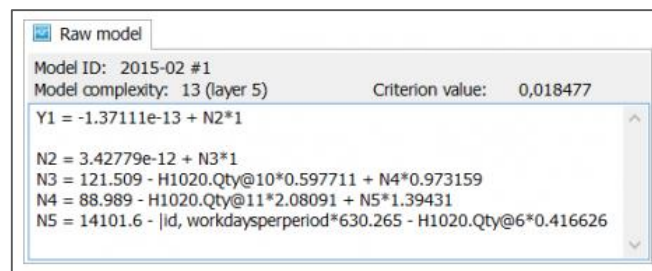 Raw model
Model ID: 2015-02 #1
Model complexity: 13 (layer 5) Criterion value: 0,018477
Y1 = -1.37111e-13 + N2*1
N2 = 3.42779e-12 + N3*1
N3 = 121.509 - H1020.Qty@10*0.597711 + N4*0.973159
N4 = 88.989 - H1020.Qty@11*2.08091 + N5*1.39431
N5 = 14101.6 - |id, workdaysperperiod*630.265 - H1020.Qty@6*0.416626